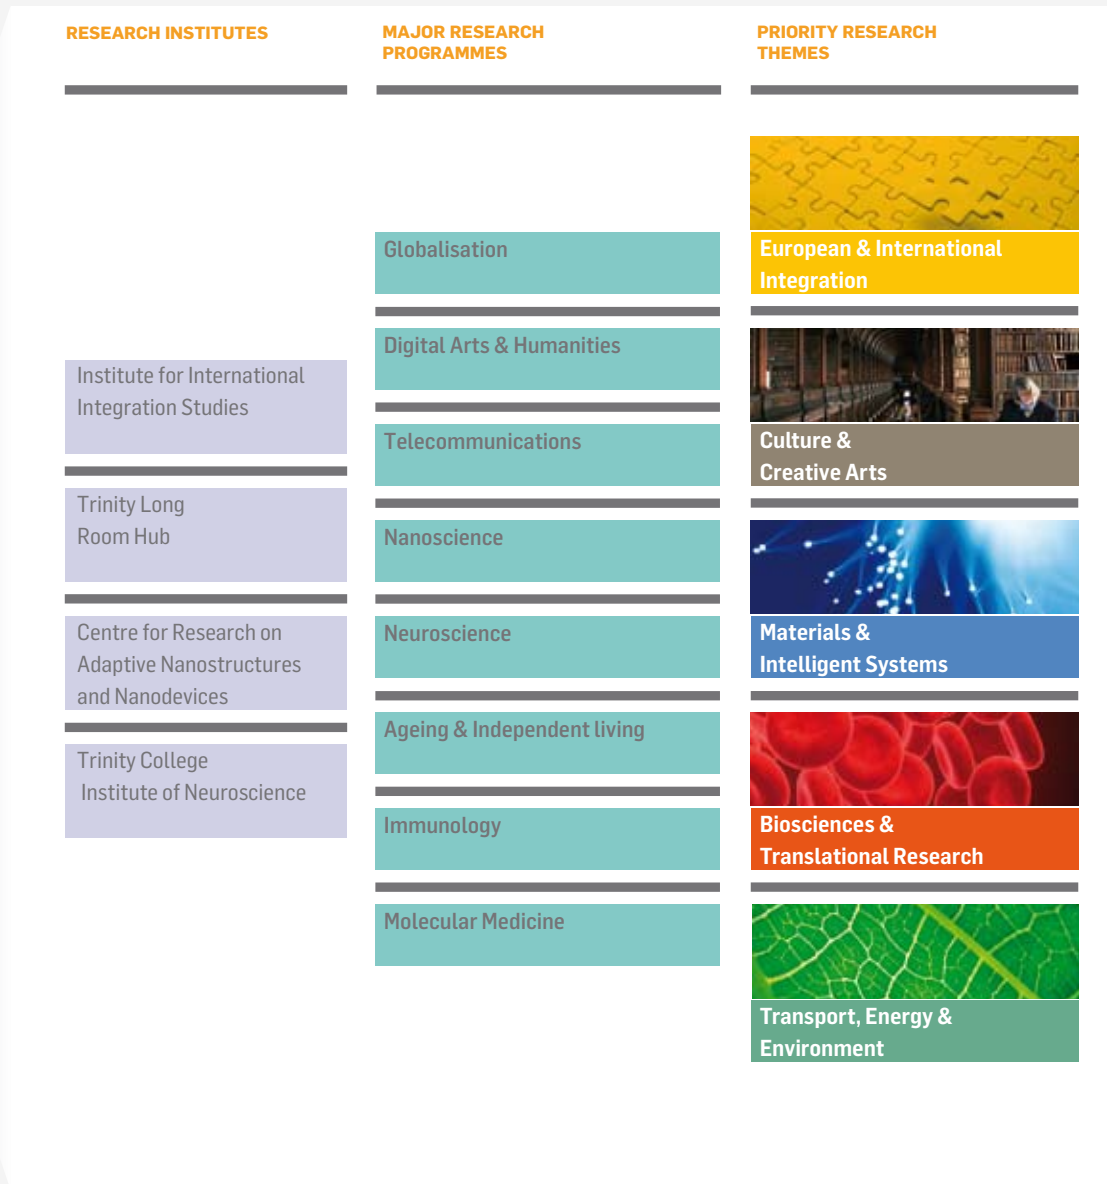 RESEARCH INSTITUTES
MAJOR RESEARCH
PROGRAMMES
PRIORITY RESEARCH
THEMES
Institute for International
Integration Studies
Trinity Long
Room Hub
Centre for Research on
Adaptive Nanostructures
and Nanodevices
Trinity College
Institute of Neuroscience
Globalisation
Digital Arts & Humanities
Telecommunications
Nanoscience
Neuroscience
Ageing & Independent living
Immunology
Molecular Medicine
European & International
Integration
Culture &
Creative Arts
Materials &
Intelligent Systems
Biosciences &
Translational Research
Transport, Energy &
Environment